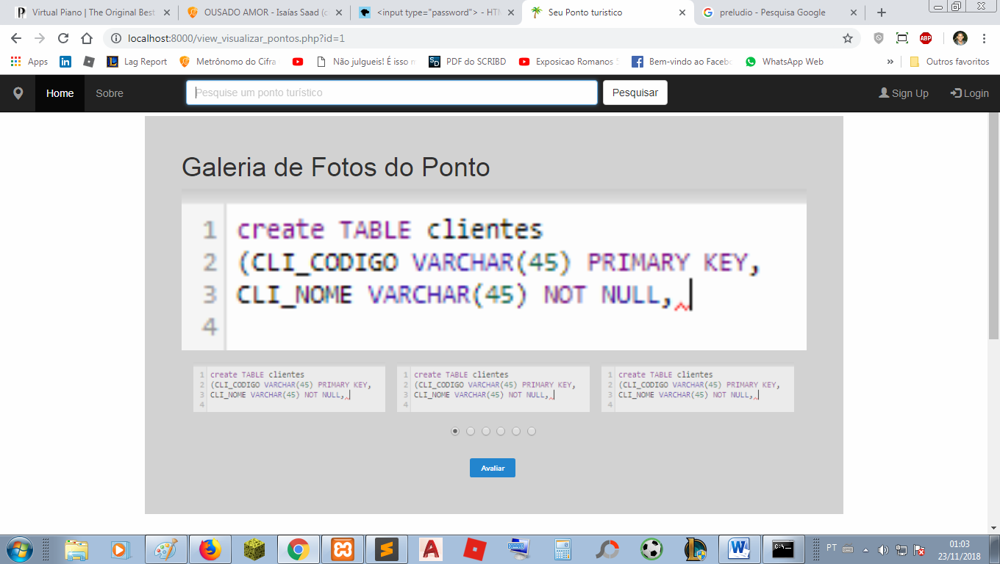 Virtual Piano | The Original Best
OUSADO AMOR - Isaías Saad (c
<input type="password"> - HTM
Seu Ponto turistico
preludio - Pesquisa Google
localhost:8000/view_visualizar_pontos.php?id=1
ABP
Apps
Lag Report
Metrônomo do Cifra
Não julgueis! É isso m
PDF do SCRIBD
Exposicao Romanos 5
Bem-vindo ao Facebo
WhatsApp Web
»
Outros favoritos
Home
Sobre
Pesquise um ponto turístico
Pesquisar
Sign Up
Login
Galeria de Fotos do Ponto
1 create TABLE clientes
2 (CLI_CODIGO VARCHAR(45) PRIMARY KEY,
3 CLI_NOME VARCHAR(45) NOT NULL,
4
1 create TABLE clientes
2 (CLI_CODIGO VARCHAR(45) PRIMARY KEY,
3 CLI_NOME VARCHAR(45) NOT NULL,
4
1 create TABLE clientes
2 (CLI_CODIGO VARCHAR(45) PRIMARY KEY,
3 CLI_NOME VARCHAR(45) NOT NULL,
4
1 create TABLE clientes
2 (CLI_CODIGO VARCHAR(45) PRIMARY KEY,
3 CLI_NOME VARCHAR(45) NOT NULL,
4
Avaliar
PT
01:03
23/11/2018